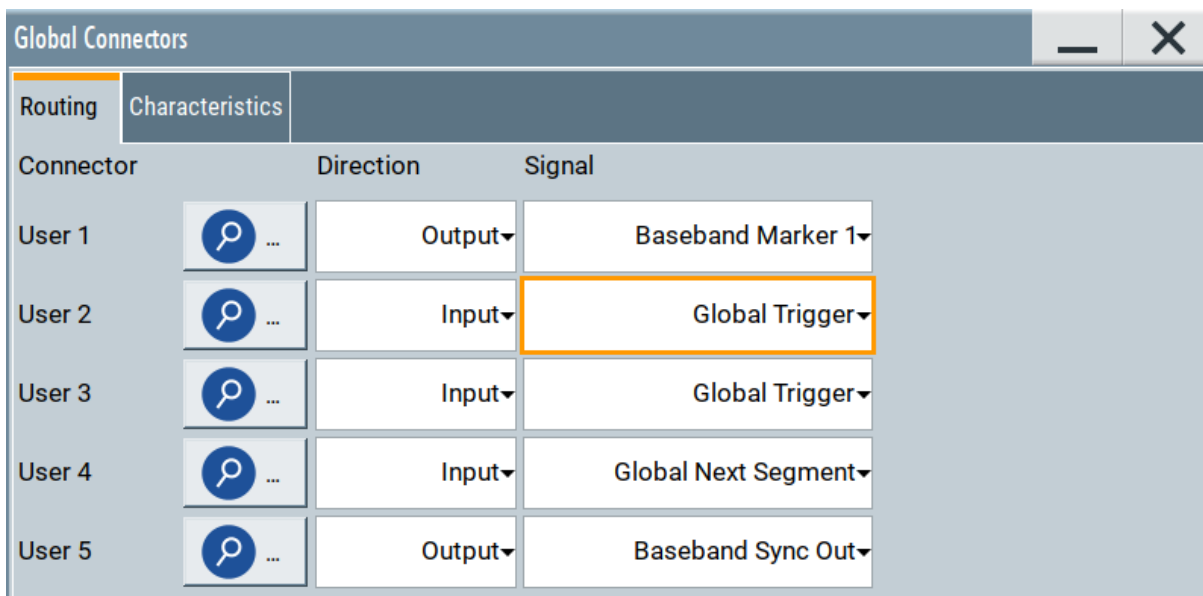 Global Connectors
Routing Characteristics
Connector Direction Signal
User 1 ... Output Baseband Marker 1
User 2 ... Input Global Trigger
User 3 ... Input Global Trigger
User 4 ... Input Global Next Segment
User 5 ... Output Baseband Sync Out